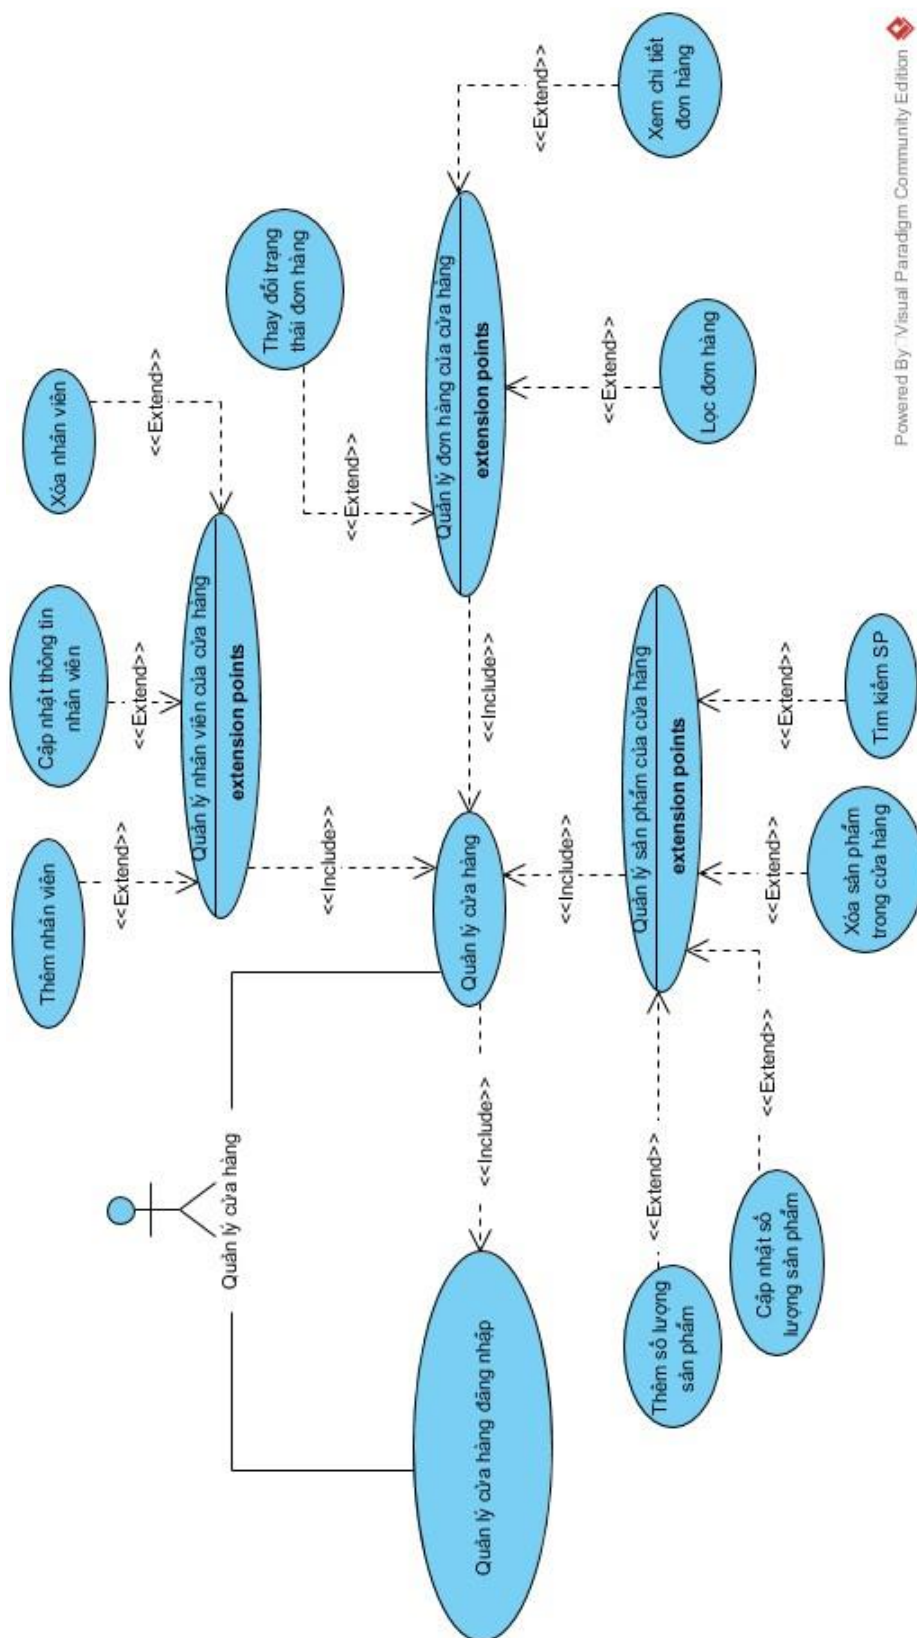 Thêm nhân viên
<<Extend>>
Cập nhật thông tin
nhân viên
<<Extend>>
Xóa nhân viên
<<Extend>>
Quản lý nhân viên của cửa hàng
extension points
<<Include>>
Thay đổi trạng
thái đơn hàng
<<Extend>>
Quản lý cửa hàng
Quản lý cửa hàng đăng nhập
<<Include>>
Quản lý cửa hàng
<<Include>>
Quản lý đơn hàng của cửa hàng
extension points
<<Extend>>
Xem chi tiết
đơn hàng
<<Extend>>
Lọc đơn hàng
<<Include>>
Quản lý sản phẩm của cửa hàng
extension points
Thêm số lượng
sản phẩm
<<Extend>>
Cập nhật số
lượng sản phẩm
<<Extend>>
<<Extend>>
Xóa sản phẩm
trong cửa hàng
<<Extend>>
Tìm kiếm SP
Powered By Visual Paradigm Community Edition